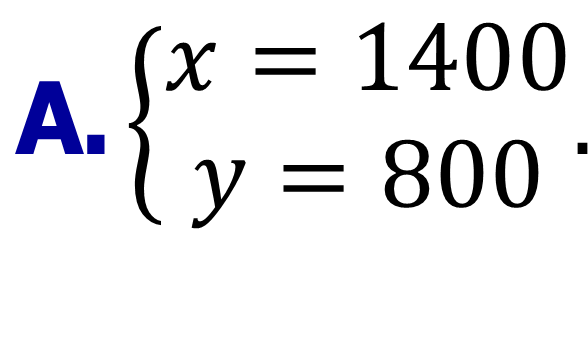 A. { x = 1400
y = 800 .